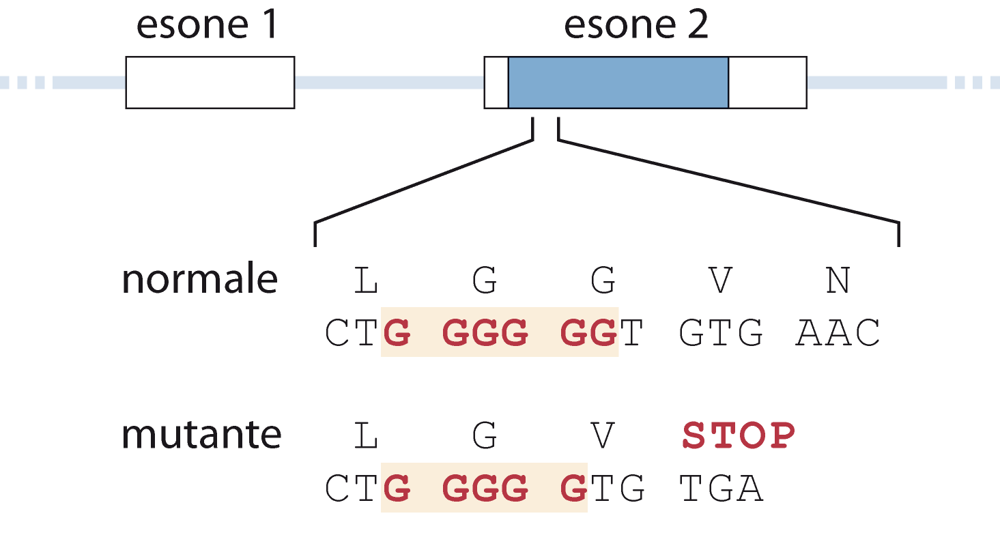 esone 1 esone 2
normale L G G V N
CTG GGG GGT GTG AAC
mutante L G V STOP
CTG GGG GTG TGA